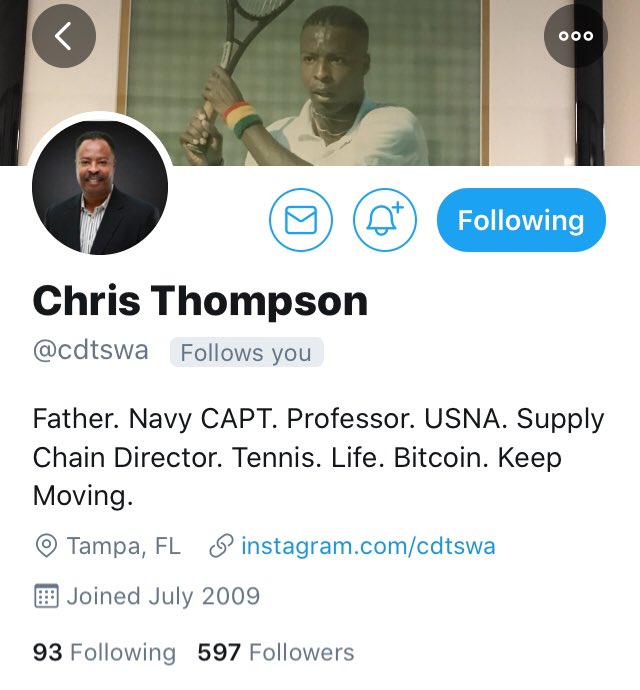 Following
Chris Thompson
@cdtswa Follows you
Father. Navy CAPT. Professor. USNA. Supply
Chain Director. Tennis. Life. Bitcoin. Keep
Moving.
Tampa, FL instagram.com/cdtswa
Joined July 2009
93 Following 597 Followers